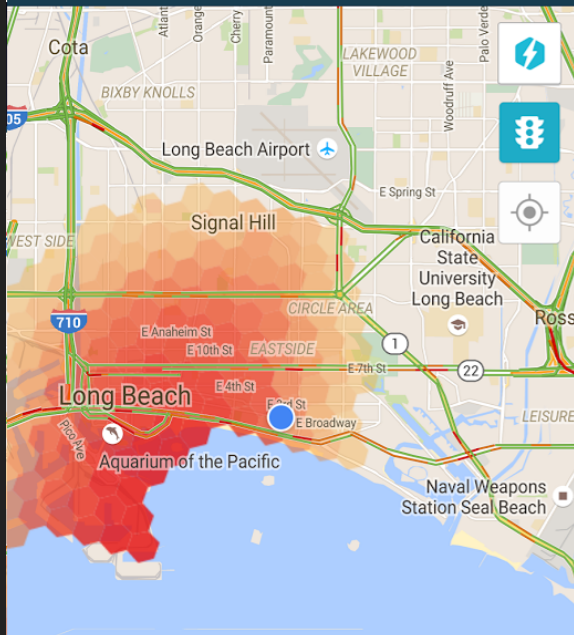 Cota
Atlant
Orange
Cherry
Paramount
LAKEWOOD
VILLAGE
Palo Verde
Woodruff Ave
BIXBY KNOLLS
05
Long Beach Airport
E Spring St
Signal Hill
WEST SIDE
California
State
University
Long Beach
CIRCLE AREA
710
Ross
E Anaheim St
E 10th St
EASTSIDE
1
E 7th St
22
Long Beach
E 4th St
E 3rd St
E Broadway
LEISURE
Pico Ave
Aquarium of the Pacific
Naval Weapons
Station Seal Beach